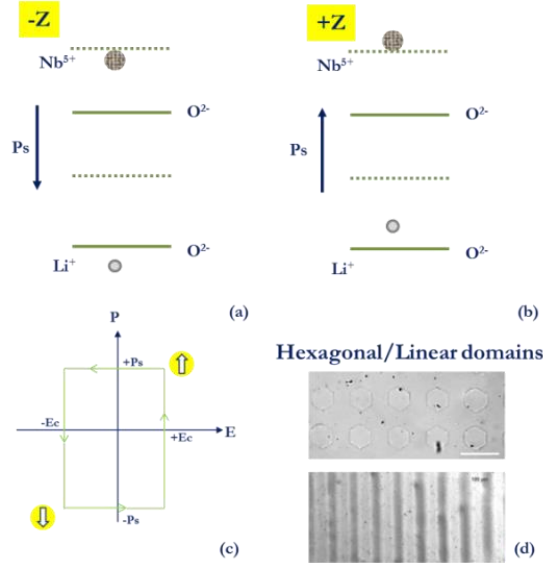 -Z
Nb⁵⁺
O²⁻
Ps
O²⁻
Li⁺
(a)
+Z
Nb⁵⁺
O²⁻
Ps
O²⁻
Li⁺
(b)
P
+Ps
-Ec
E
+Ec
-Ps
(c)
Hexagonal/Linear domains
(d)